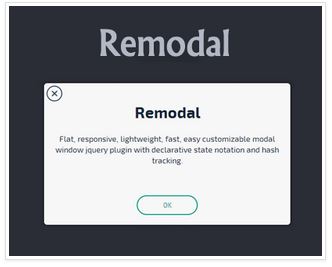 Remodal
Remodal
Flat, responsive, lightweight, fast, easy customizable modal
window jquery plugin with declarative state notation and hash
tracking.
OK